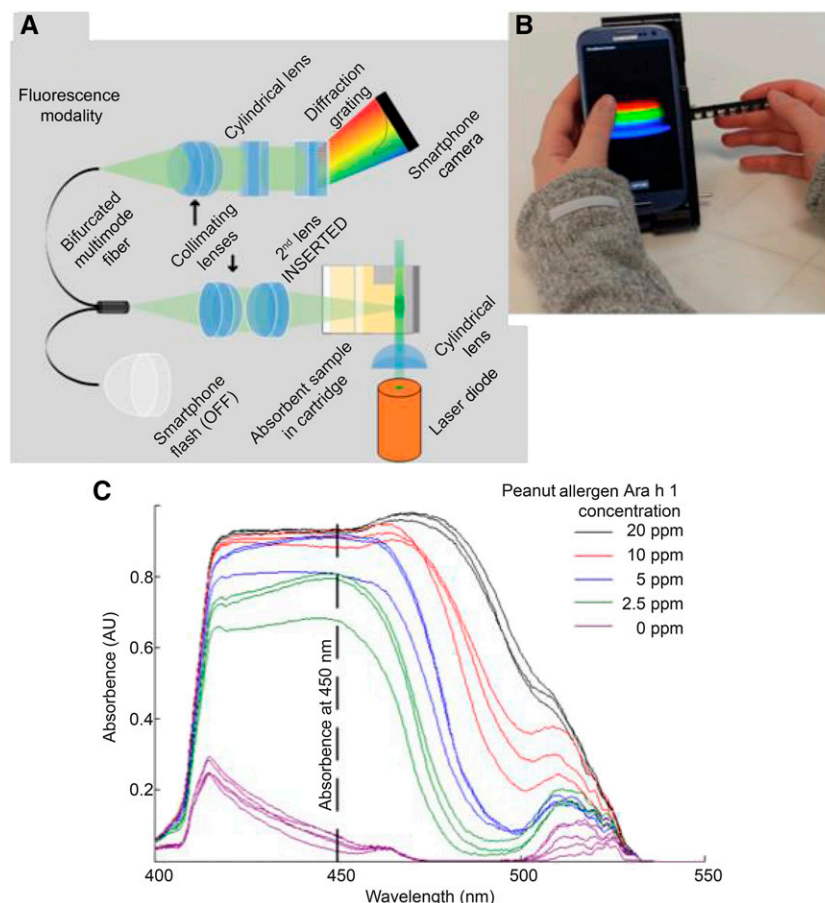 A
Fluorescence
modality
Cylindrical lens
Diffraction
grating
Smartphone
camera
Bifurcated
multimode
fiber
Collimating
lenses
2nd lens
INSERTED
Smartphone
flash (OFF)
Absorbent sample
in cartridge
Laser diode
Cylindrical
lens
B
C
Peanut allergen Ara h 1
concentration
20 ppm
10 ppm
5 ppm
2.5 ppm
0 ppm
Absorbence (AU)
0.8
0.6
0.4
0.2
Absorbence at 450 nm
400
450
500
550
Wavelength (nm)